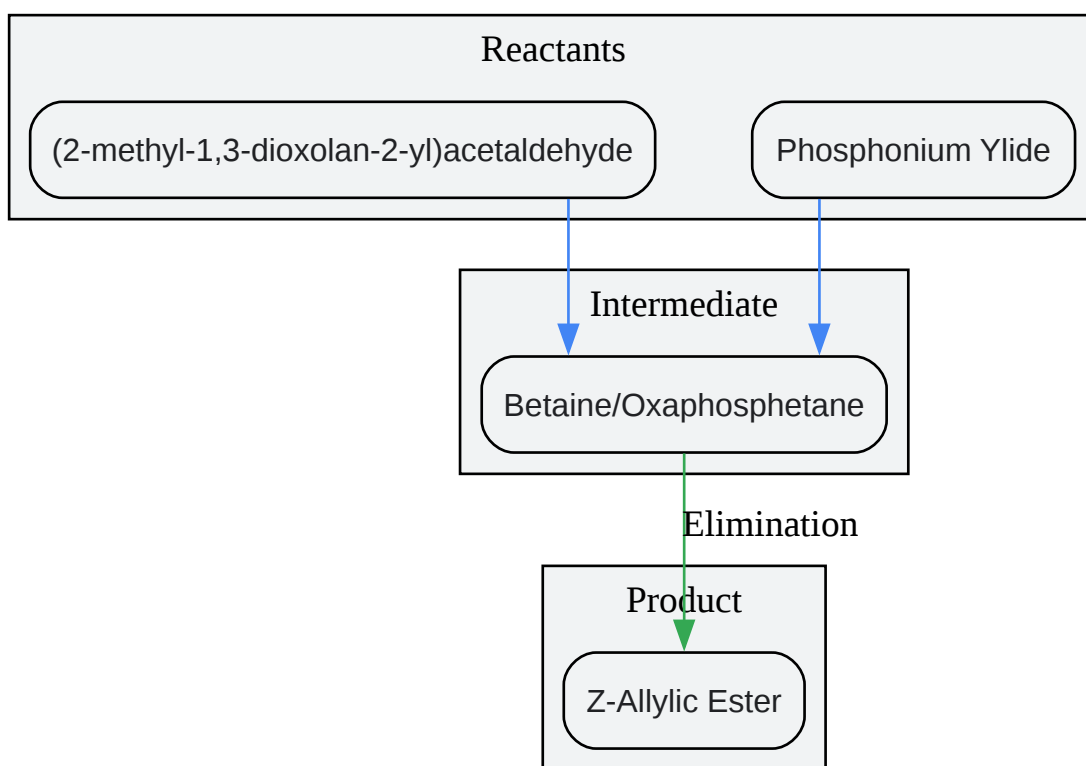 Reactants
(2-methyl-1,3-dioxolan-2-yl)acetaldehyde
Phosphonium Ylide
Intermediate
Betaine/Oxaphosphetane
Elimination
Product
Z-Allylic Ester